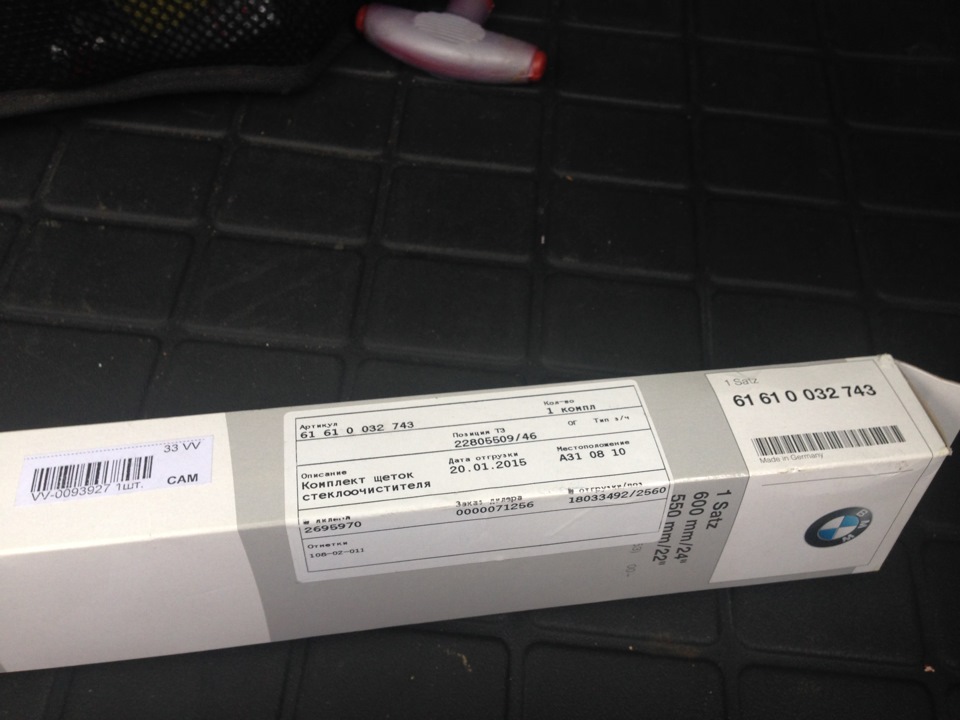 33 VV
VV-0093927 1шт.
CAM
Артикул
61 61 0 032 743
Кол-во
1 компл
Позиция ТЗ
22805509/46
ОГ
Тип з/ч
Описание
Комплект щеток
стеклоочистителя
Дата отгрузки
20.01.2015
Местоположение
A31 08 10
2695970
Заказ дилера
0000071256
18033492/2560
Отметки
108-02-011
1 Satz
600 mm/24"
550 mm/22"
1 Satz
61 61 0 032 743
Made in Germany
BMW